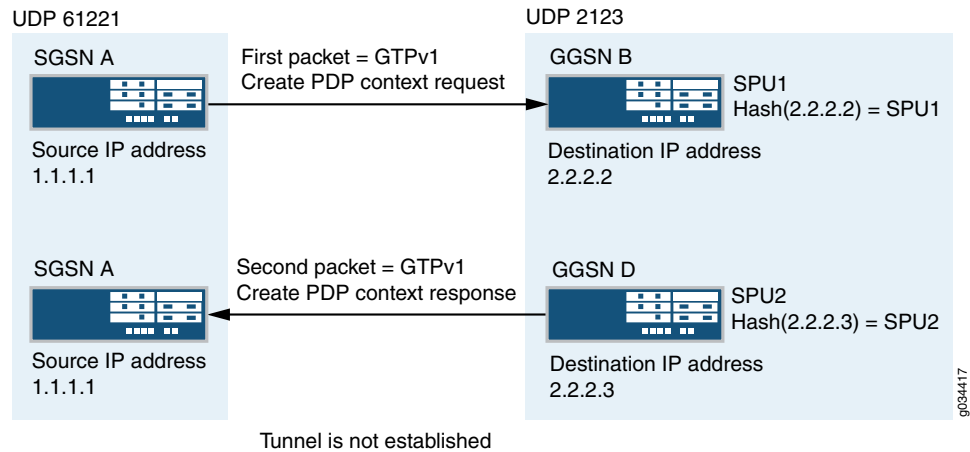 UDP 61221
UDP 2123
SGSN A
First packet = GTPv1
Create PDP context request
GGSN B
SPU1
Hash(2.2.2.2) = SPU1
Source IP address
1.1.1.1
Destination IP address
2.2.2.2
SGSN A
Second packet = GTPv1
Create PDP context response
GGSN D
SPU2
Hash(2.2.2.3) = SPU2
Source IP address
1.1.1.1
Destination IP address
2.2.2.3
g034417
Tunnel is not established